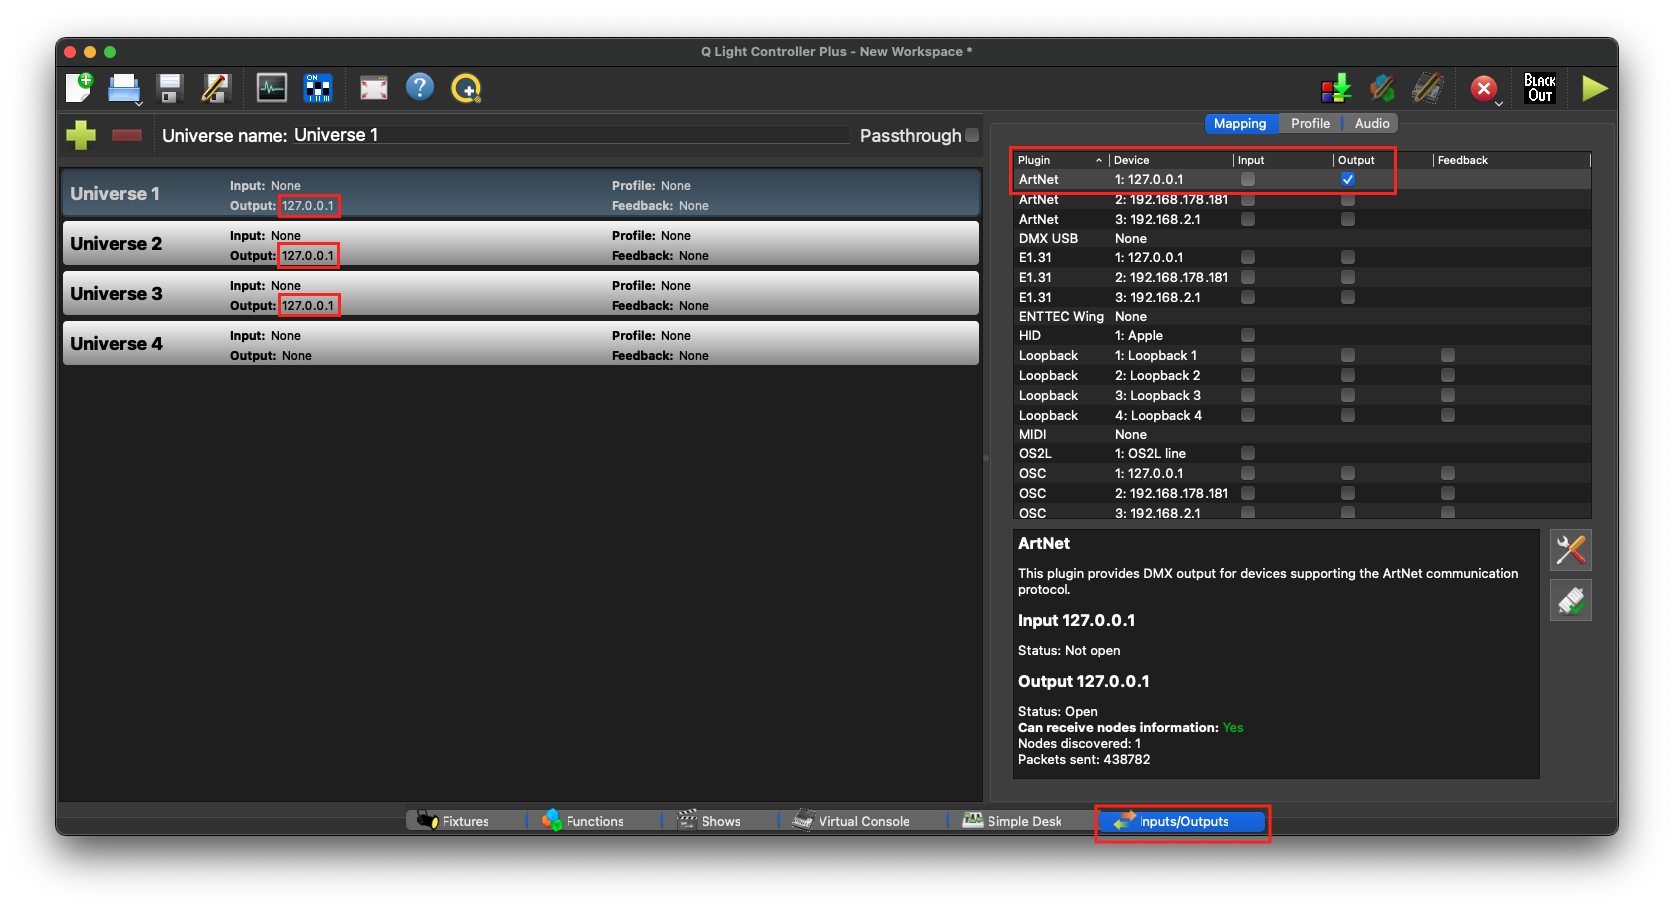 Q Light Controller Plus - New Workspace *
ON
BLACK OUT
Universe name: Universe 1
Passthrough
Universe 1
Input: None
Profile: None
Output: 127.0.0.1
Feedback: None
Universe 2
Input: None
Profile: None
Output: 127.0.0.1
Feedback: None
Universe 3
Input: None
Profile: None
Output: 127.0.0.1
Feedback: None
Universe 4
Input: None
Profile: None
Output: None
Feedback: None
Mapping Profile Audio
Plugin Device Input Output Feedback
ArtNet 1: 127.0.0.1
ArtNet 2: 192.168.178.181
ArtNet 3: 192.168.2.1
DMX USB None
E1.31 1: 127.0.0.1
E1.31 2: 192.168.178.181
E1.31 3: 192.168.2.1
ENTTEC Wing None
HID 1: Apple
Loopback 1: Loopback 1
Loopback 2: Loopback 2
Loopback 3: Loopback 3
Loopback 4: Loopback 4
MIDI None
OS2L 1: OS2L line
OSC 1: 127.0.0.1
OSC 2: 192.168.178.181
OSC 3: 192.168.2.1
ArtNet
This plugin provides DMX output for devices supporting the ArtNet communication
protocol.
Input 127.0.0.1
Status: Not open
Output 127.0.0.1
Status: Open
Can receive nodes information: Yes
Nodes discovered: 1
Packets sent: 438782
Fixtures Functions Shows Virtual Console Simple Desk Inputs/Outputs